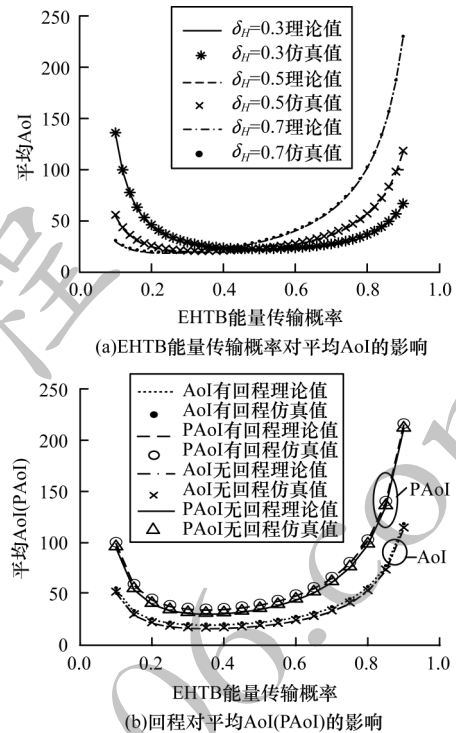 250
200
150
100
50
0
平均AoI
δH=0.3理论值
δH=0.3仿真值
δH=0.5理论值
δH=0.5仿真值
δH=0.7理论值
δH=0.7仿真值
0 0.2 0.4 0.6 0.8 1.0
EHTB能量传输概率
(a)EHTB能量传输概率对平均AoI的影响
250
200
150
100
50
0
平均AoI(PAoI)
AoI有回程理论值
AoI有回程仿真值
PAoI有回程理论值
PAoI有回程仿真值
AoI无回程理论值
AoI无回程仿真值
PAoI无回程理论值
PAoI无回程仿真值
PAoI
AoI
0 0.2 0.4 0.6 0.8 1.0
EHTB能量传输概率
(b)回程对平均AoI(PAoI)的影响
程
06.com